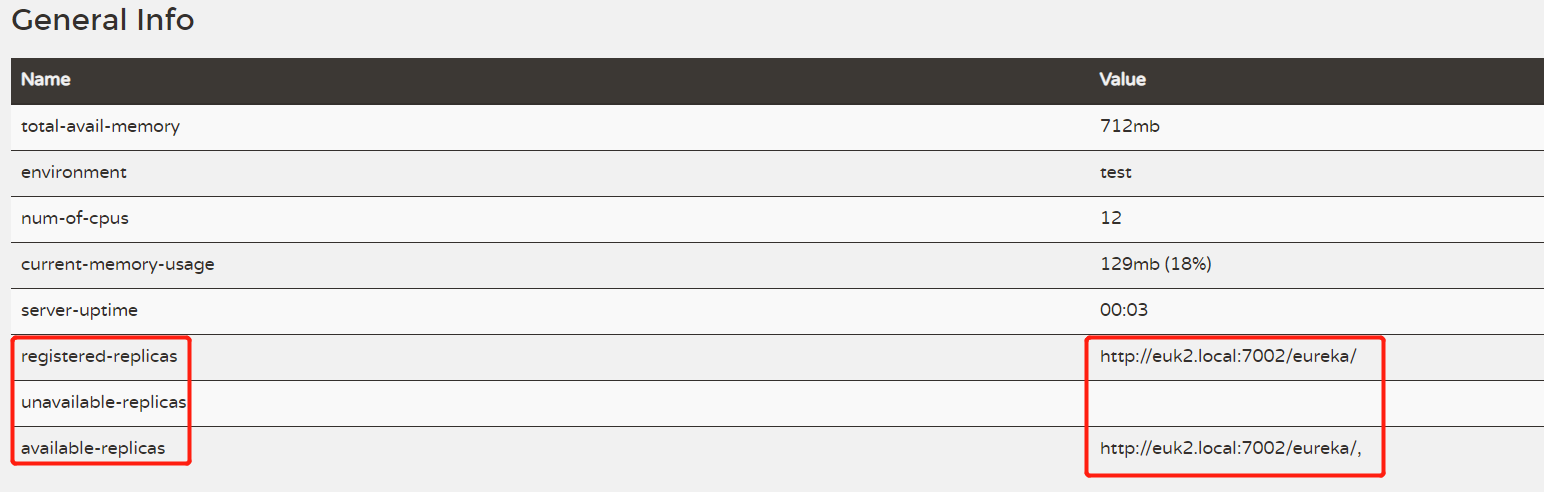 General Info
Name Value
total-avail-memory 712mb
environment test
num-of-cpus 12
current-memory-usage 129mb (18%)
server-uptime 00:03
registered-replicas http://euk2.local:7002/eureka/
unavailable-replicas
available-replicas http://euk2.local:7002/eureka/,